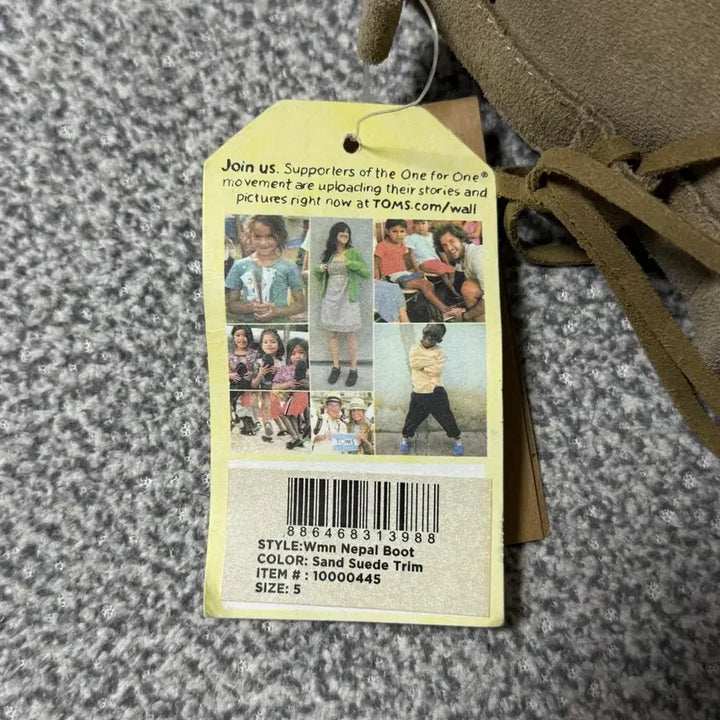 Join us. Supporters of the One for One®
movement are uploading their stories and
pictures right now at TOMS.com/wall
TOMS
886468313988
STYLE:Wmn Nepal Boot
COLOR: Sand Suede Trim
ITEM # : 10000445
SIZE: 5